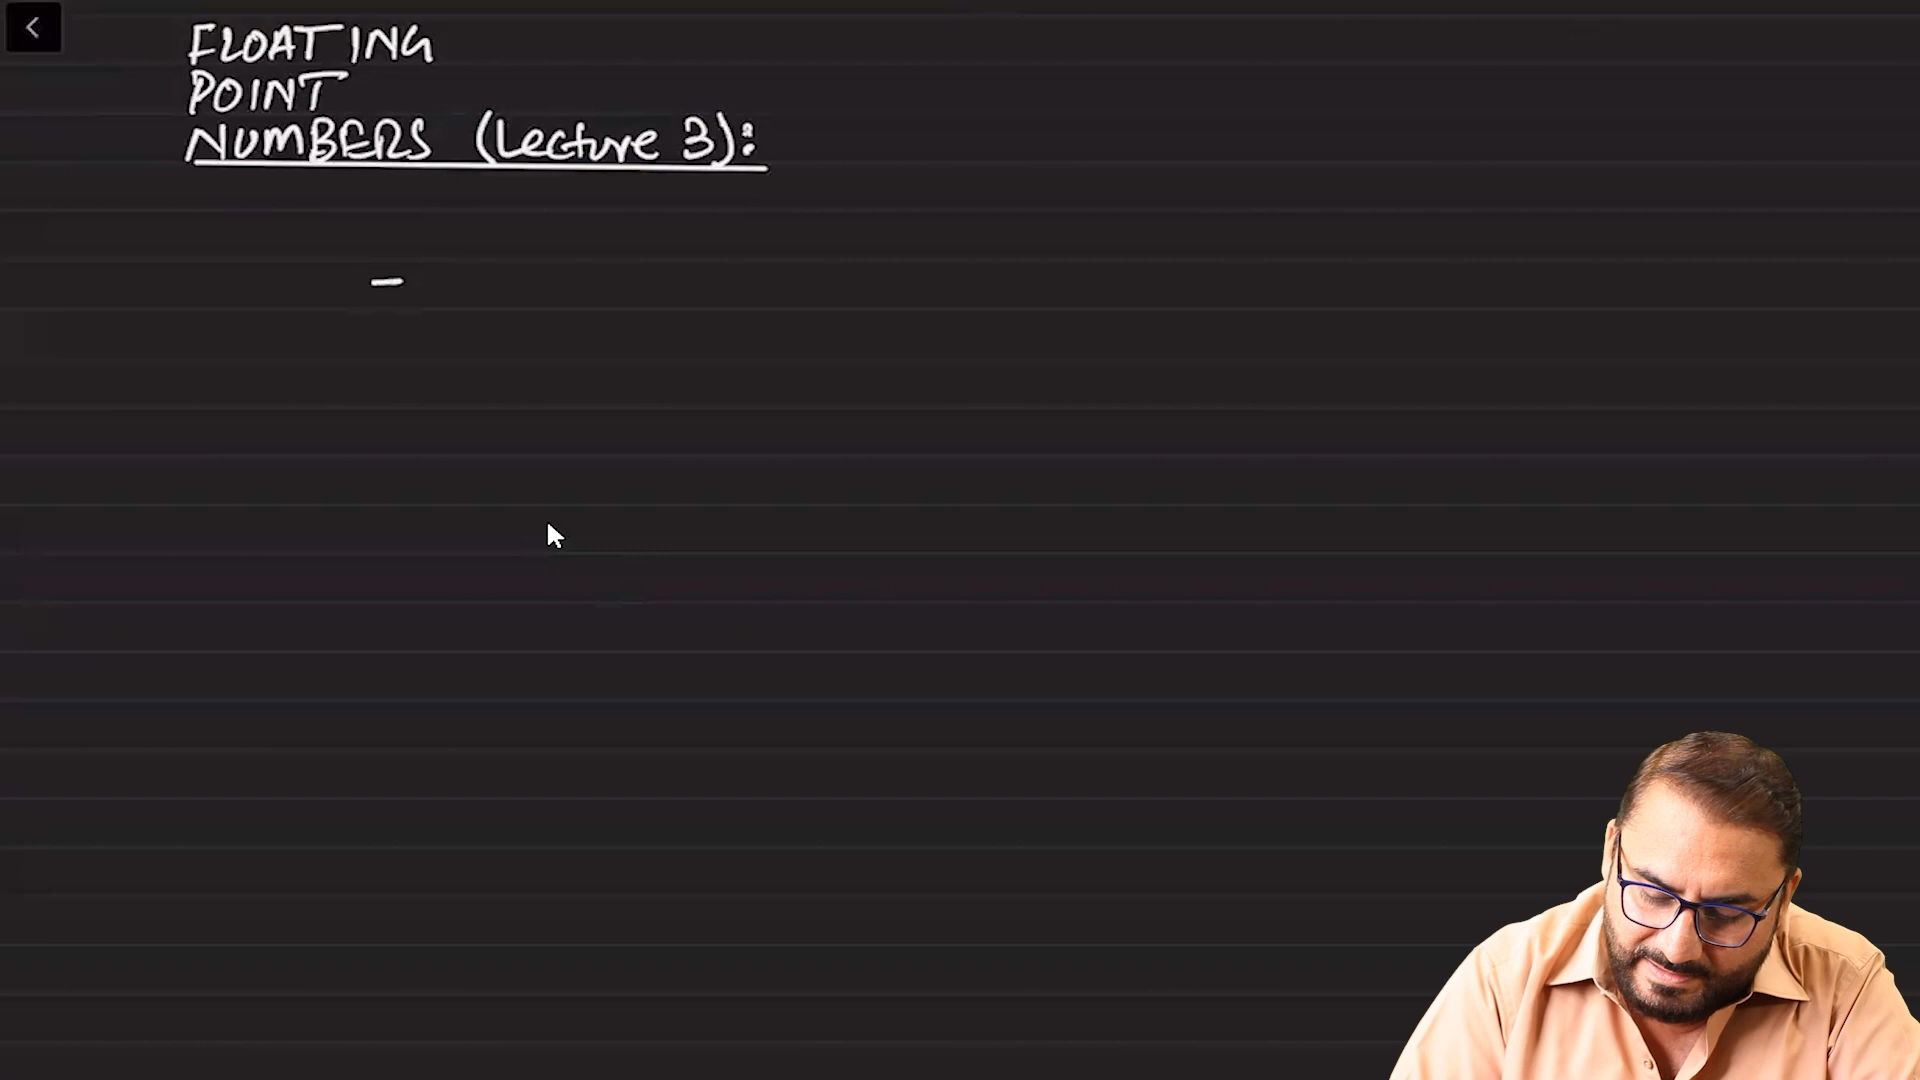 FLOATING
POINT
NUMBERS (Lecture 3):
-